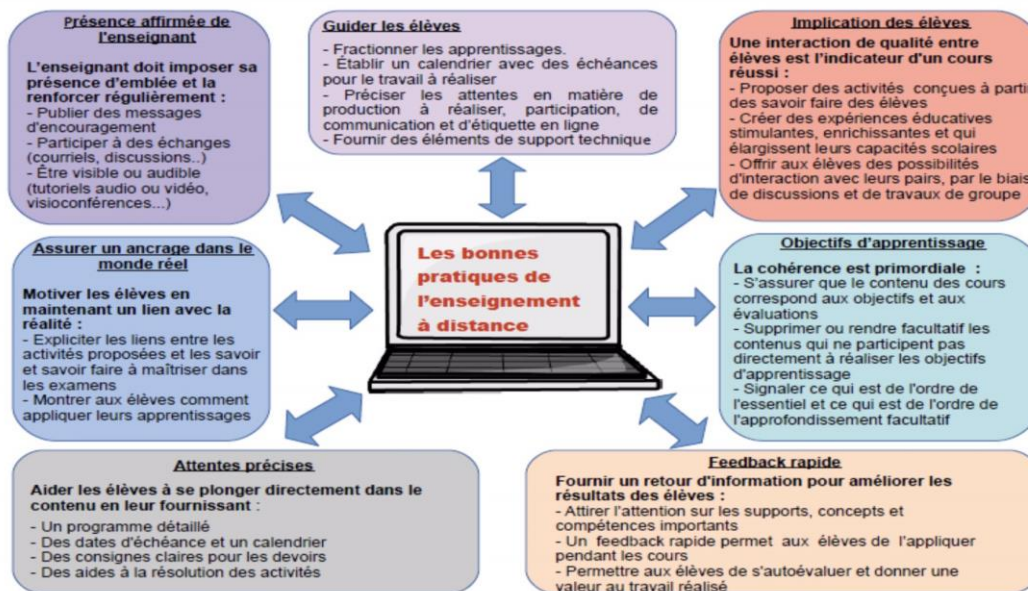 Présence affirmée de
l'enseignant
L'enseignant doit imposer sa
présence d'emblée et la
renforcer régulièrement :
- Publier des messages
d'encouragement
- Participer à des échanges
(courriels, discussions..)
- Être visible ou audible
(tutoriels audio ou vidéo,
visioconférences...)
Guider les élèves
- Fractionner les apprentissages.
- Établir un calendrier avec des échéances
pour le travail à réaliser
- Préciser les attentes en matière de
production à réaliser, participation, de
communication et d'étiquette en ligne
- Fournir des éléments de support technique
Implication des élèves
Une interaction de qualité entre
élèves est l'indicateur d'un cours
réussi :
- Proposer des activités conçues à partir
des savoir faire des élèves
- Créer des expériences éducatives
stimulantes, enrichissantes et qui
élargissent leurs capacités scolaires
- Offrir aux élèves des possibilités
d'interaction avec leurs pairs, par le biais
de discussions et de travaux de groupe
Assurer un ancrage dans le
monde réel
Motiver les élèves en
maintenant un lien avec la
réalité :
- Expliciter les liens entre les
activités proposées et les savoir
et savoir faire à maîtriser dans
les examens
- Montrer aux élèves comment
appliquer leurs apprentissages
Les bonnes
pratiques de
l'enseignement
à distance
Objectifs d'apprentissage
La cohérence est primordiale :
- S'assurer que le contenu des cours
correspond aux objectifs et aux
évaluations
- Supprimer ou rendre facultatif les
contenus qui ne participent pas
directement à réaliser les objectifs
d'apprentissage
- Signaler ce qui est de l'ordre de
l'essentiel et ce qui est de l'ordre de
l'approfondissement facultatif
Attentes précises
Aider les élèves à se plonger directement dans le
contenu en leur fournissant :
- Un programme détaillé
- Des dates d'échéance et un calendrier
- Des consignes claires pour les devoirs
- Des aides à la résolution des activités
Feedback rapide
Fournir un retour d'information pour améliorer les
résultats des élèves :
- Attirer l'attention sur les supports, concepts et
compétences importants
- Un feedback rapide permet aux élèves de l'appliquer
pendant les cours
- Permettre aux élèves de s'autoévaluer et donner une
valeur au travail réalisé